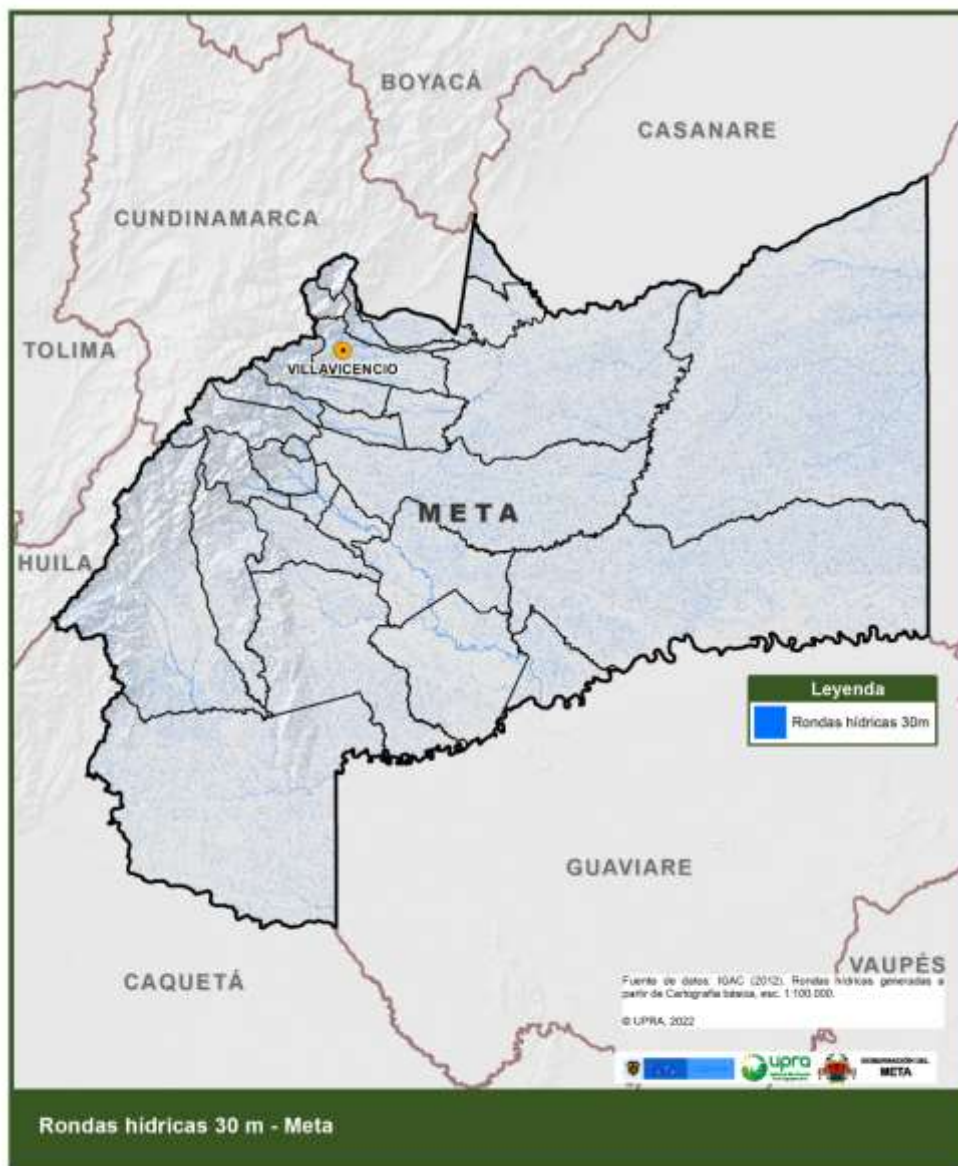 BOYACÁ
CASANARE
CUNDINAMARCA
TOLIMA
VILLAVICENCIO
META
HUILA
Leyenda
Rondas hídricas 30m
GUAVIARE
CAQUETÁ
VAUPÉS
Fuente de datos: IGAC (2012). Rondas hídricas generadas a
partir de Cartografía básica, esc. 1:100.000.
© UPRA, 2022
upra
GOBERNACIÓN DEL
META
Rondas hídricas 30 m - Meta